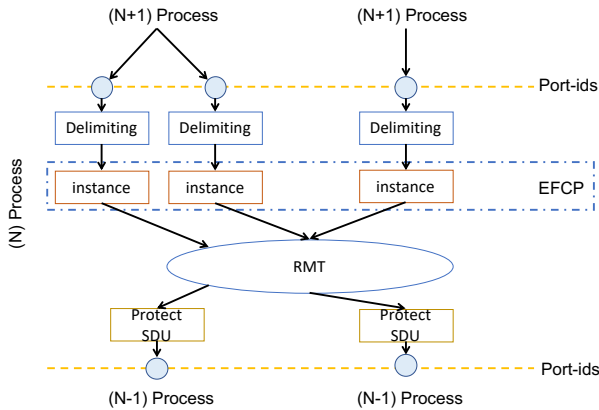 (N+1) Process
(N+1) Process
Port-ids
Delimiting
Delimiting
Delimiting
(N) Process
instance
instance
instance
EFCP
RMT
Protect
SDU
Protect
SDU
Port-ids
(N-1) Process
(N-1) Process